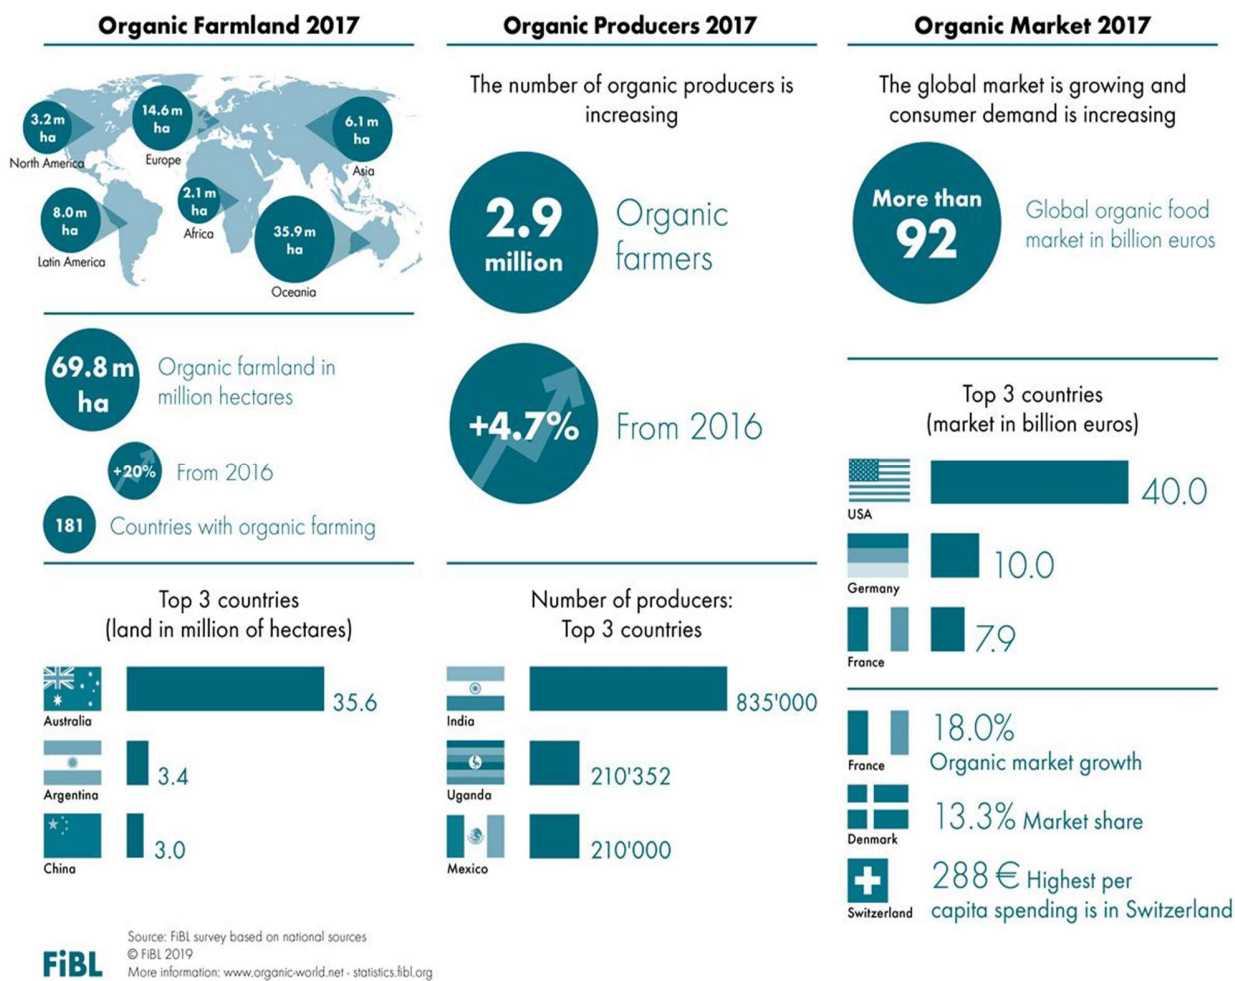 Organic Farmland 2017
3.2 m
ha
North America
14.6 m
ha
Europe
6.1 m
ha
Asia
8.0 m
ha
Latin America
2.1 m
ha
Africa
35.9 m
ha
Oceania
69.8 m
ha
Organic farmland in
million hectares
+20%
From 2016
181
Countries with organic farming
Top 3 countries
(land in million of hectares)
Australia
35.6
Argentina
3.4
China
3.0
Organic Producers 2017
The number of organic producers is
increasing
2.9
million
Organic
farmers
+4.7%
From 2016
Number of producers:
Top 3 countries
India
835'000
Uganda
210'352
Mexico
210'000
Organic Market 2017
The global market is growing and
consumer demand is increasing
More than
92
Global organic food
market in billion euros
Top 3 countries
(market in billion euros)
USA
40.0
Germany
10.0
France
7.9
France
18.0%
Organic market growth
Denmark
13.3% Market share
Switzerland
288 € Highest per
capita spending is in Switzerland
FiBL
Source: FiBL survey based on national sources
© FiBL 2019
More information: www.organic-world.net - statistics.fibl.org